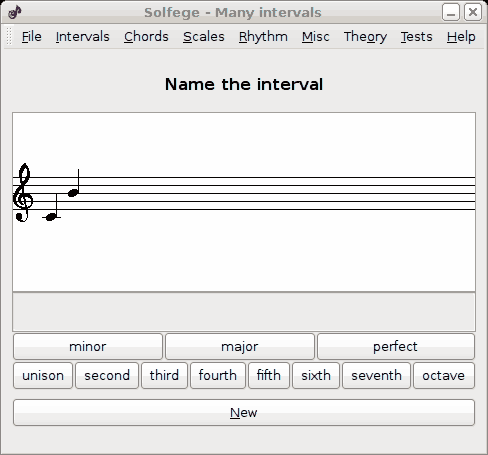 Solfege - Many intervals
File Intervals Chords Scales Rhythm Misc Theory Tests Help
Name the interval
minor major perfect
unison second third fourth fifth sixth seventh octave
New